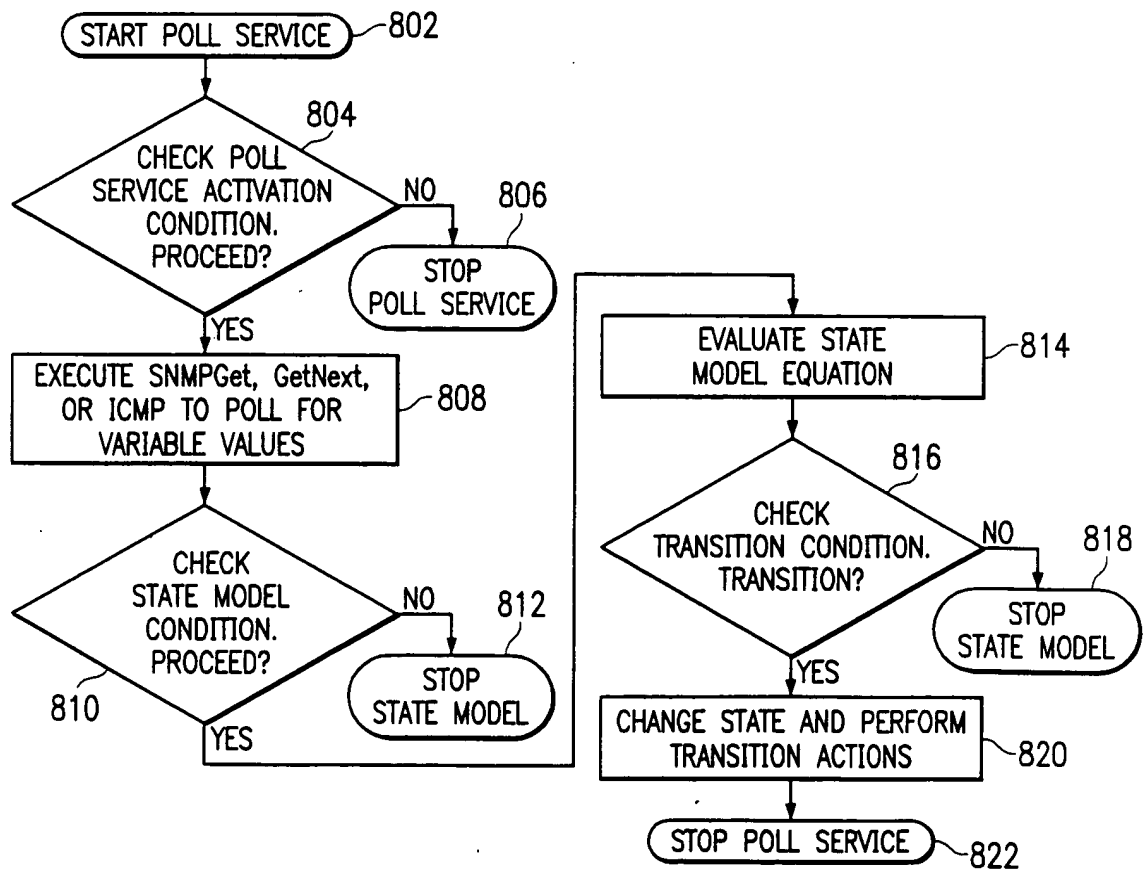 START POLL SERVICE
802
804
CHECK POLL
SERVICE ACTIVATION
CONDITION.
PROCEED?
NO
806
STOP
POLL SERVICE
YES
EXECUTE SNMPGet, GetNext,
OR ICMP TO POLL FOR
VARIABLE VALUES
808
CHECK
STATE MODEL
CONDITION.
PROCEED?
810
NO
812
STOP
STATE MODEL
YES
EVALUATE STATE
MODEL EQUATION
814
816
CHECK
TRANSITION CONDITION.
TRANSITION?
NO
818
STOP
STATE MODEL
YES
CHANGE STATE AND PERFORM
TRANSITION ACTIONS
820
STOP POLL SERVICE
822